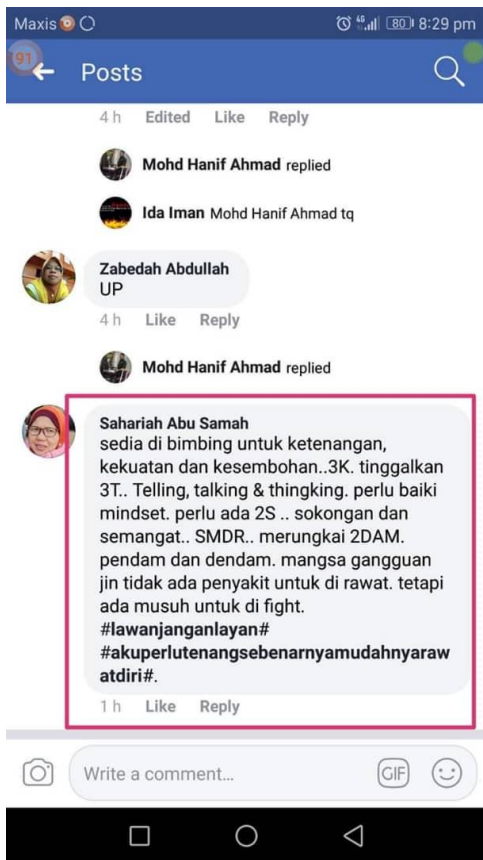 Maxis 4G 80 8:29 pm
91
Posts
4 h Edited Like Reply
Mohd Hanif Ahmad replied
Ida Iman Mohd Hanif Ahmad tq
Zabedah Abdullah
UP
4 h Like Reply
Mohd Hanif Ahmad replied
Sahariah Abu Samah
sedia di bimbing untuk ketenangan,
kekuatan dan kesembohan..3K. tinggalkan
3T.. Telling, talking & thingking. perlu baiki
mindset. perlu ada 2S .. sokongan dan
semangat.. SMDR.. merungkai 2DAM.
pendam dan dendam. mangsa gangguan
jin tidak ada penyakit untuk di rawat. tetapi
ada musuh untuk di fight.
#lawanjanganlayan#
#akuperlutenangsebenarnyamudahnyaraw
atdiri#.
1 h Like Reply
Write a comment...
GIF